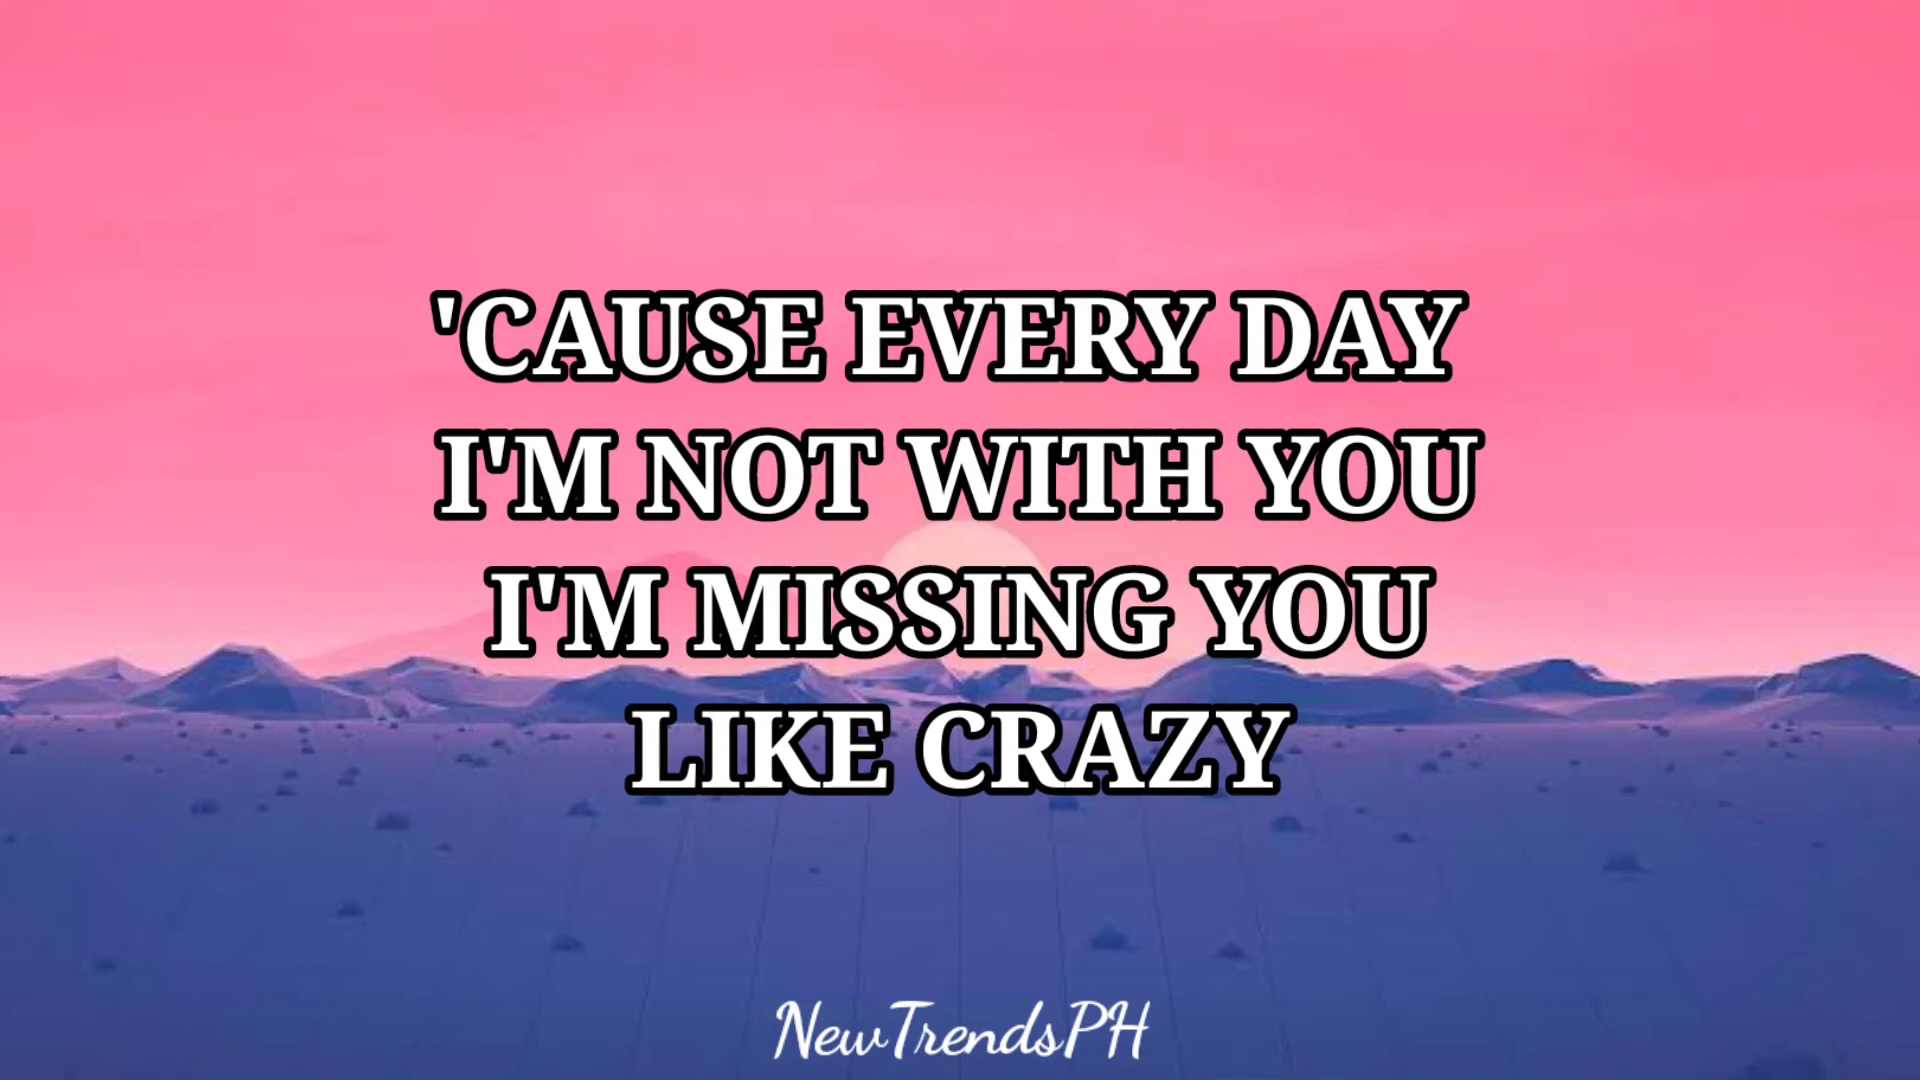 'CAUSE EVERY DAY
I'M NOT WITH YOU
I'M MISSING YOU
LIKE CRAZY
NewTrendsPH